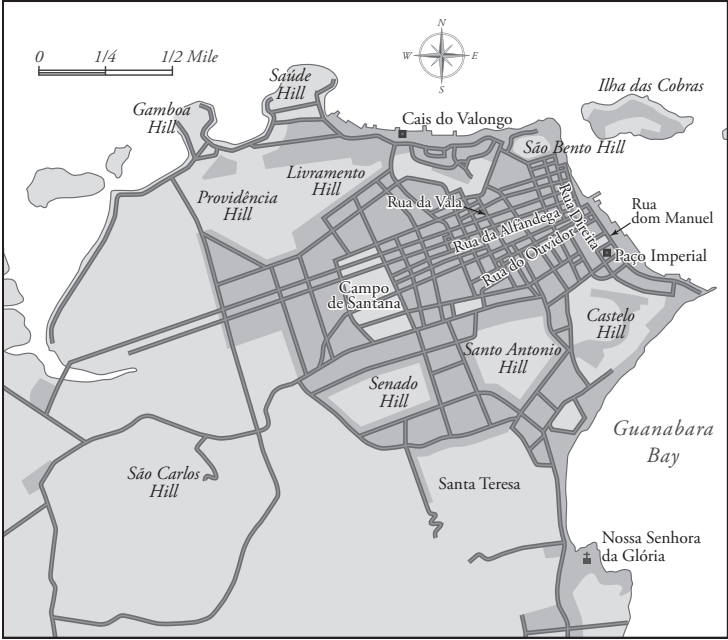 0 1/4 1/2 Mile
N
W E
S
Saúde
Hill
Ilha das Cobras
Gamboa
Hill
Cais do Valongo
São Bento Hill
Livramento
Hill
Providência
Hill
Rua da Vala
Rua
dom Manuel
Rua da Alfândega
Rua Direita
Rua do Ouvidor
Paço Imperial
Campo
de Santana
Castelo
Hill
Santo Antonio
Hill
Senado
Hill
Guanabara
Bay
São Carlos
Hill
Santa Teresa
Nossa Senhora
da Glória